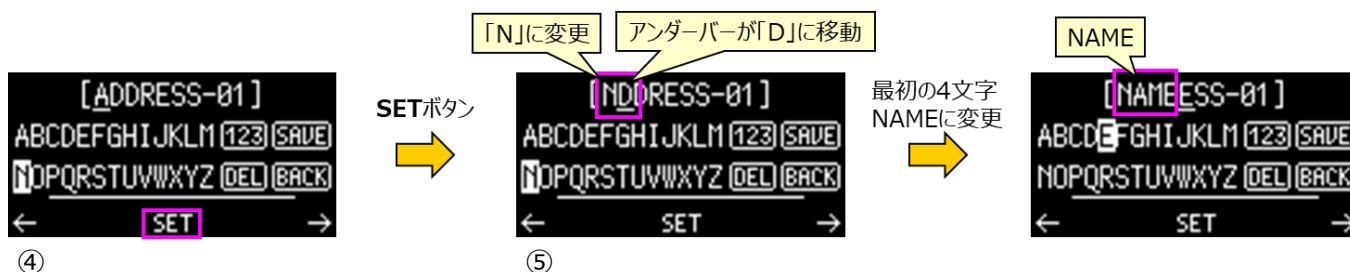 「N」に変更
アンダーバーが「D」に移動
NAME
[ADDRESS-01]
ABCDEFGHIJKLM 123 SAVE
NOPQRSTUVWXYZ DEL BACK
← SET →
④
SETボタン
[NDDRESS-01]
ABCDEFGHIJKLM 123 SAVE
NOPQRSTUVWXYZ DEL BACK
← SET →
⑤
最初の4文字
NAMEに変更
[NAMEESS-01]
ABCDEFGHIJKLM 123 SAVE
NOPQRSTUVWXYZ DEL BACK
← SET →